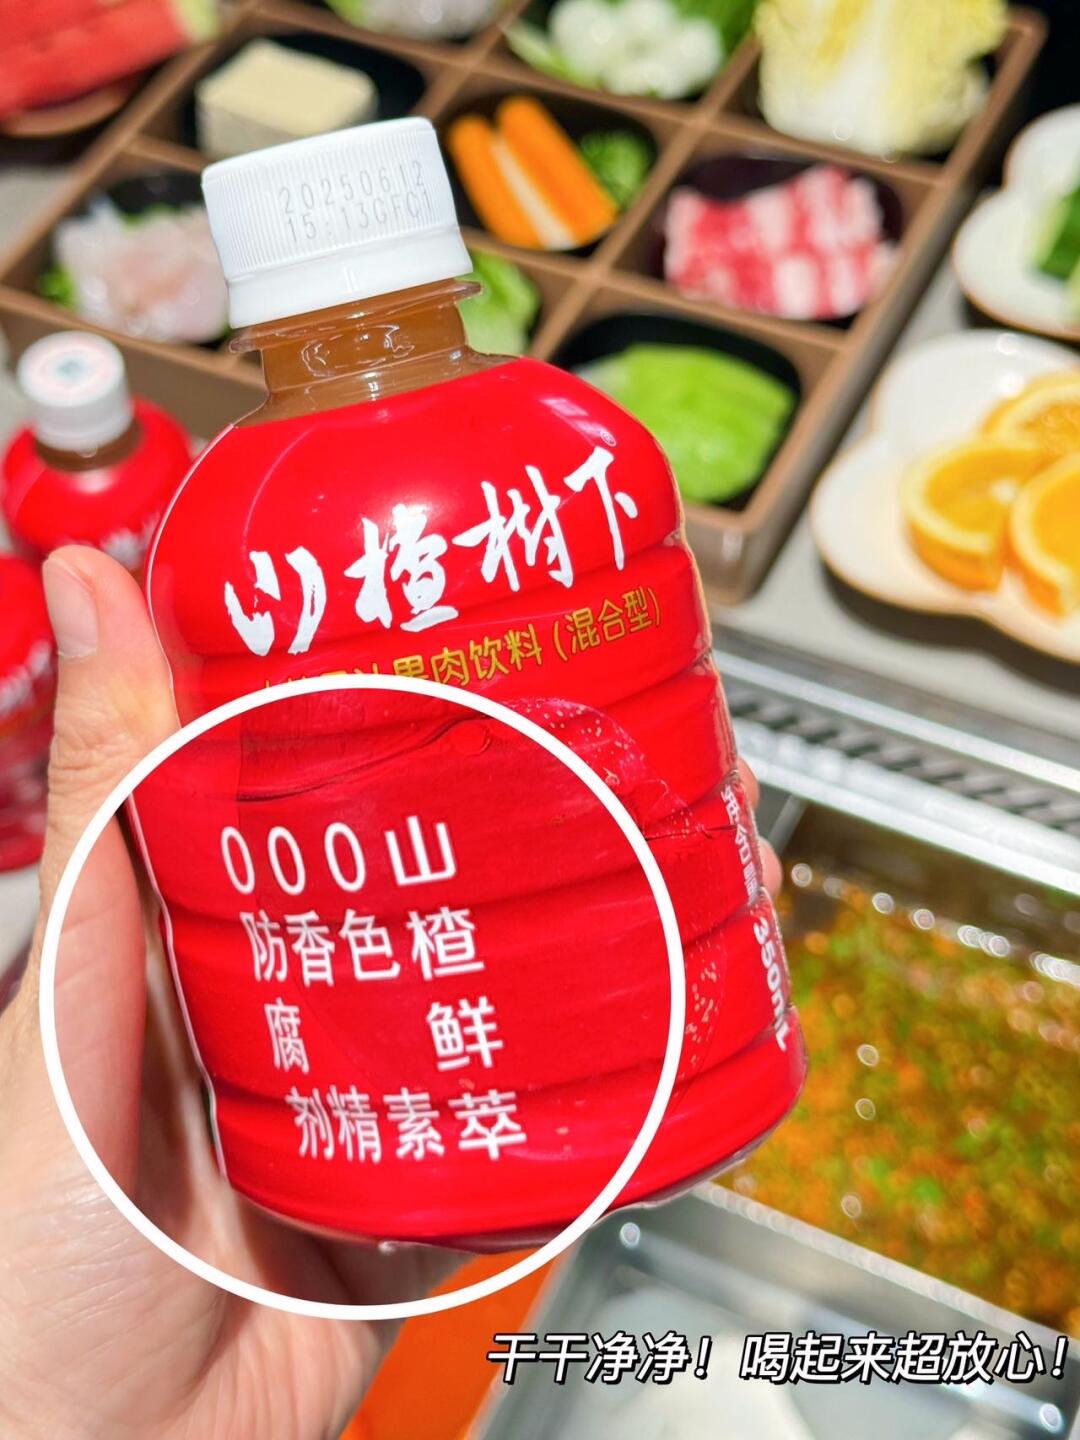 20250612
15:13GFC1
山楂树下®
果肉饮料（混合型）
000山
防香色楂
腐 鲜
剂精素萃
350mL
干干净净！喝起来超放心！